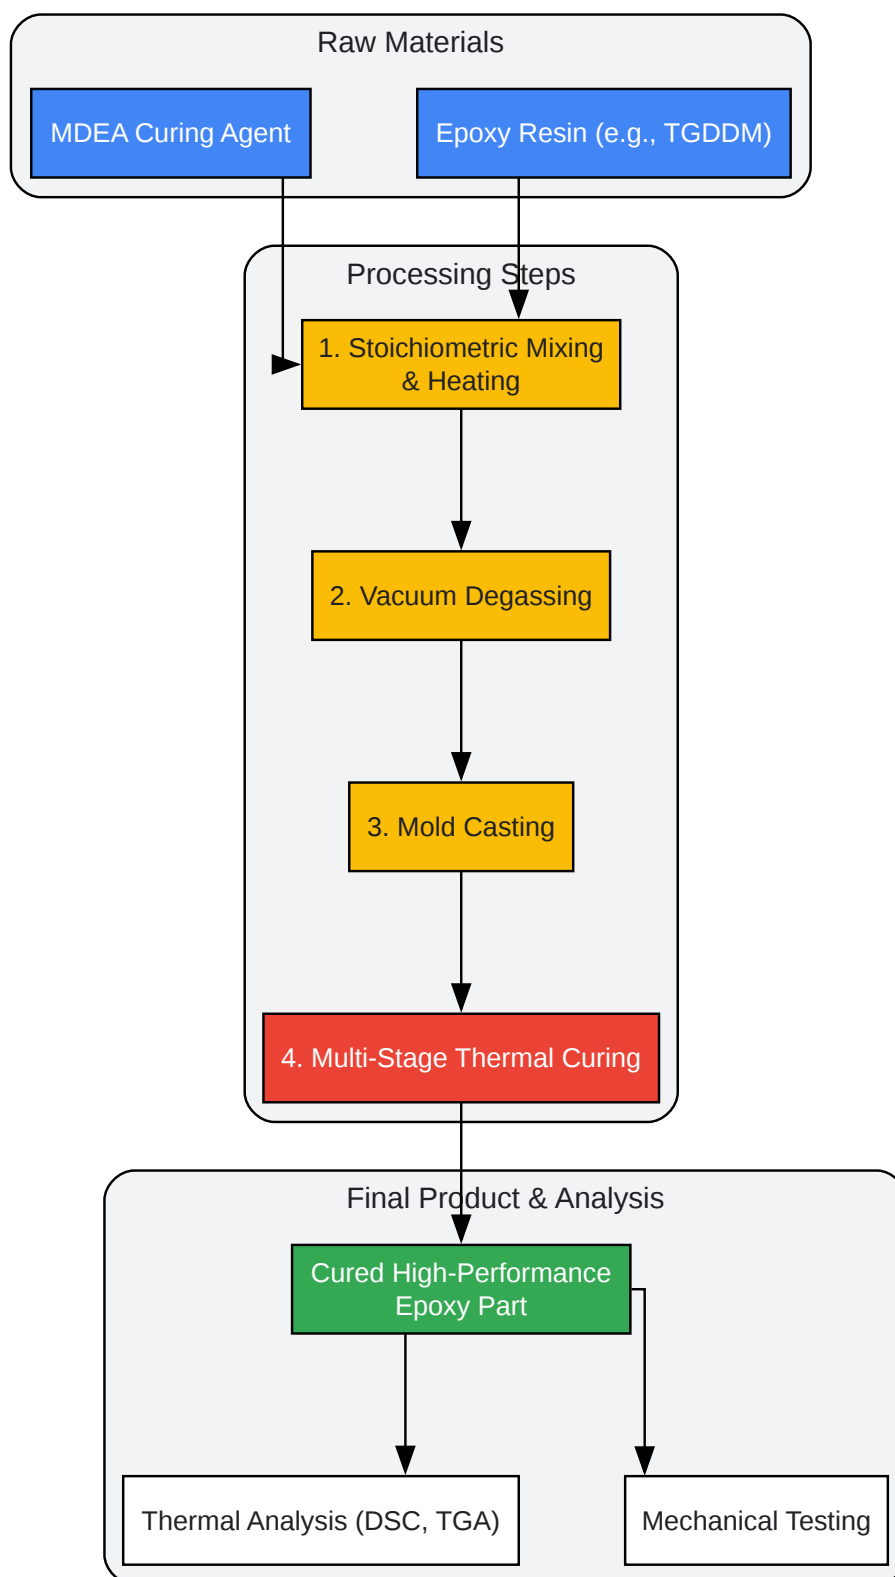 Raw Materials
MDEA Curing Agent
Epoxy Resin (e.g., TGDDM)
Processing Steps
1. Stoichiometric Mixing
& Heating
2. Vacuum Degassing
3. Mold Casting
4. Multi-Stage Thermal Curing
Final Product & Analysis
Cured High-Performance
Epoxy Part
Thermal Analysis (DSC, TGA)
Mechanical Testing